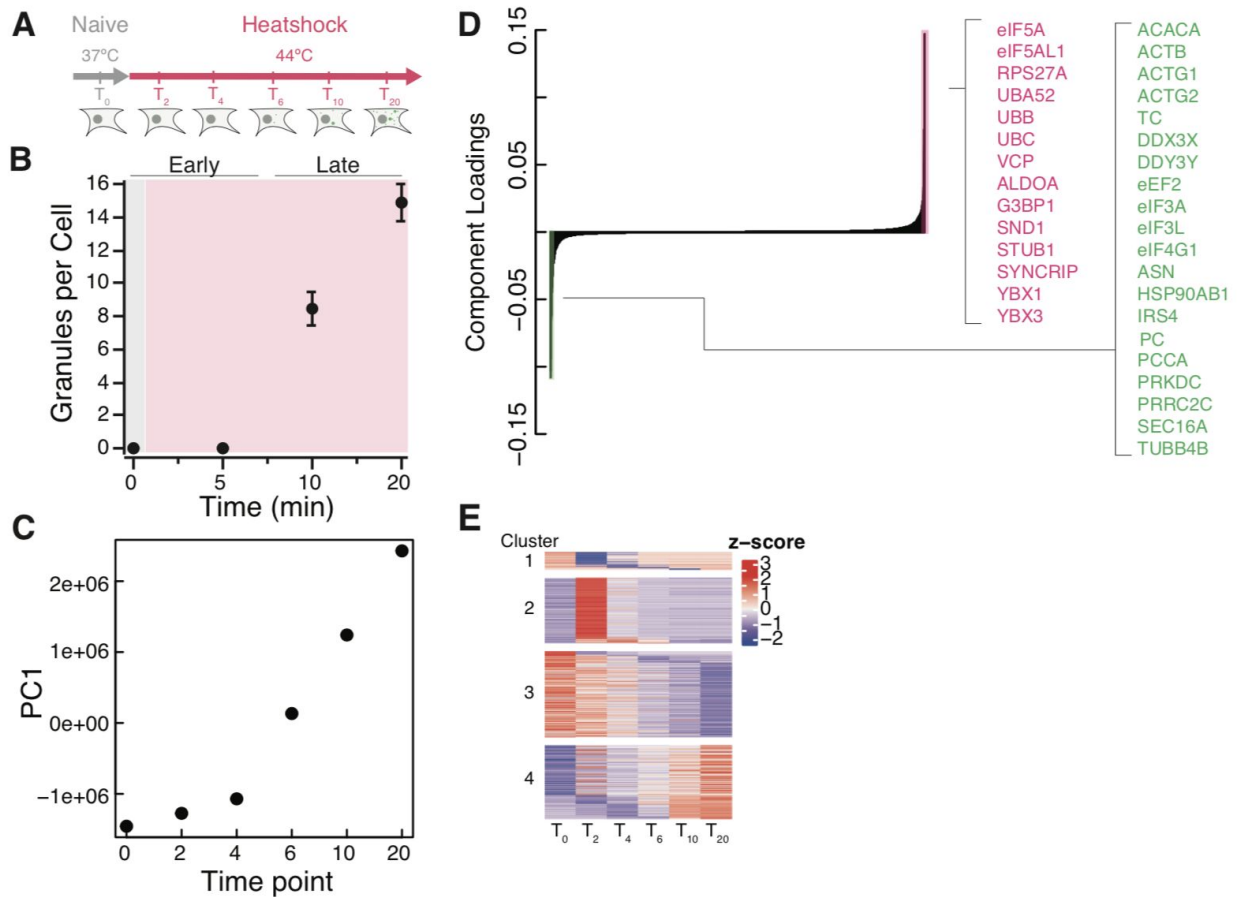 A
Naive
Heatshock
37ºC
44ºC
T0
T2
T4
T6
T10
T20
B
Early
Late
Granules per Cell
16
14
12
10
8
6
4
2
0
0
5
10
20
Time (min)
C
PC1
2e+06
1e+06
0e+00
−1e+06
0
2
4
6
10
20
Time point
D
Component Loadings
0.15
0.05
−0.05
−0.15
eIF5A
eIF5AL1
RPS27A
UBA52
UBB
UBC
VCP
ALDOA
G3BP1
SND1
STUB1
SYNCRIP
YBX1
YBX3
ACACA
ACTB
ACTG1
ACTG2
TC
DDX3X
DDY3Y
eEF2
eIF3A
eIF3L
eIF4G1
ASN
HSP90AB1
IRS4
PC
PCCA
PRKDC
PRRC2C
SEC16A
TUBB4B
E
Cluster
1
2
3
4
z−score
3
2
1
0
−1
−2
T0
T2
T4
T6
T10
T20